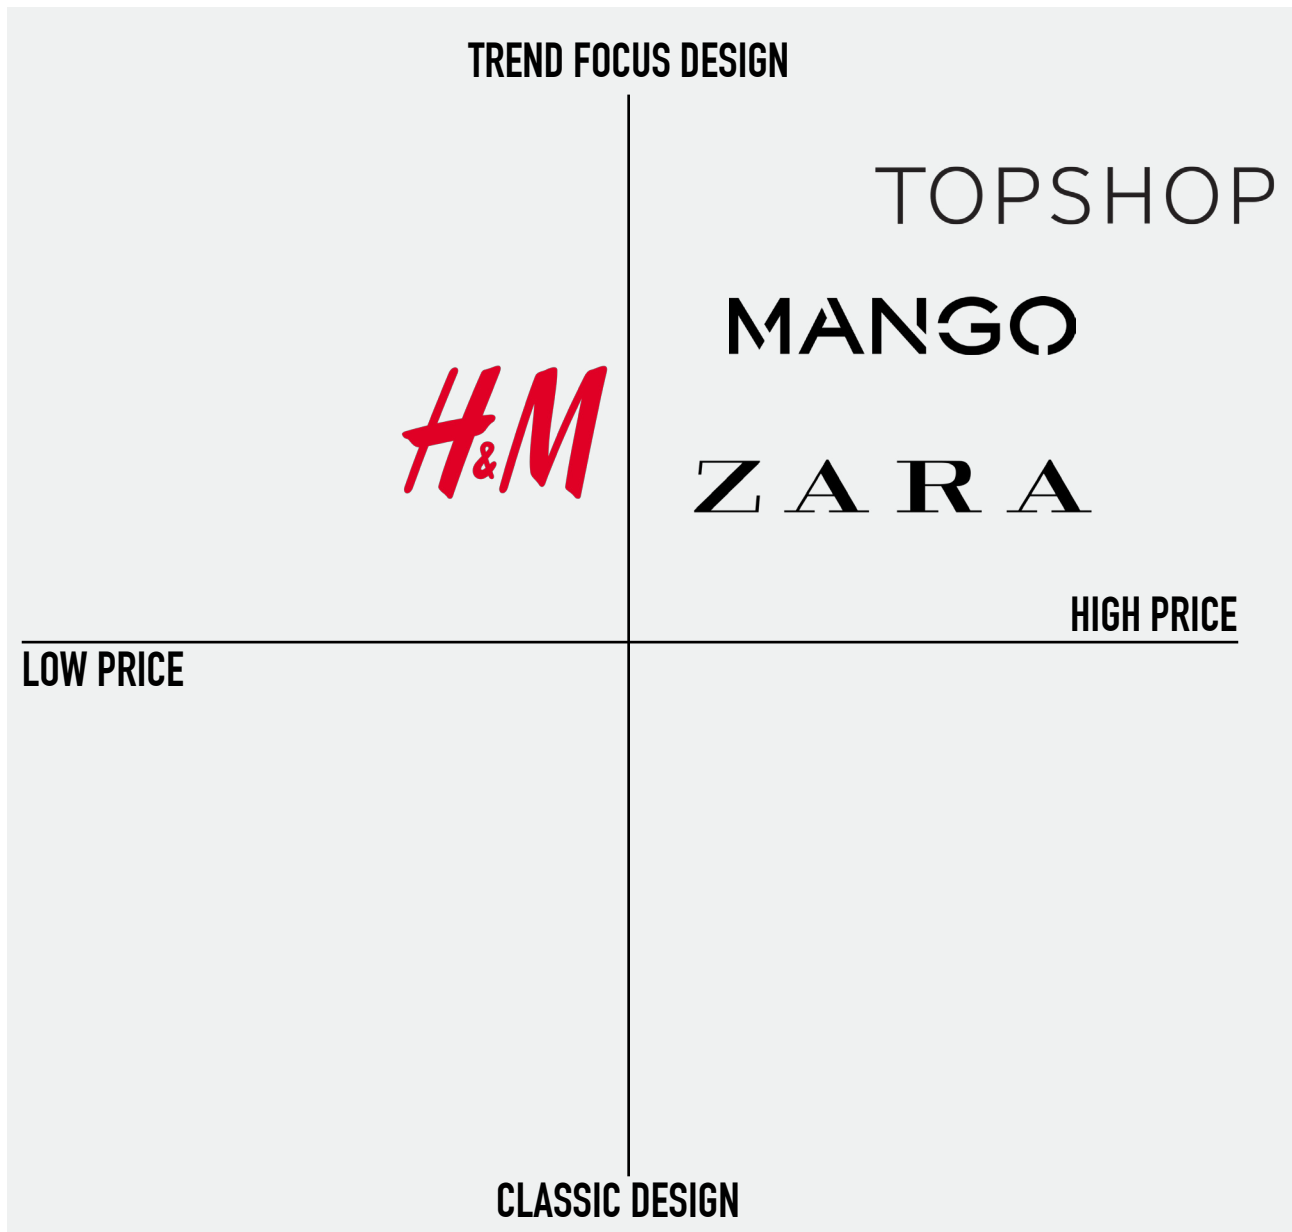 TREND FOCUS DESIGN
TOPSHOP
MANGO
H&M
ZARA
HIGH PRICE
LOW PRICE
CLASSIC DESIGN